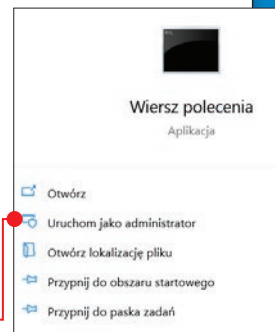 Wiersz polecenia
Aplikacja
Otwórz
Uruchom jako administrator
Otwórz lokalizację pliku
Przypnij do obszaru startowego
Przypnij do paska zadań